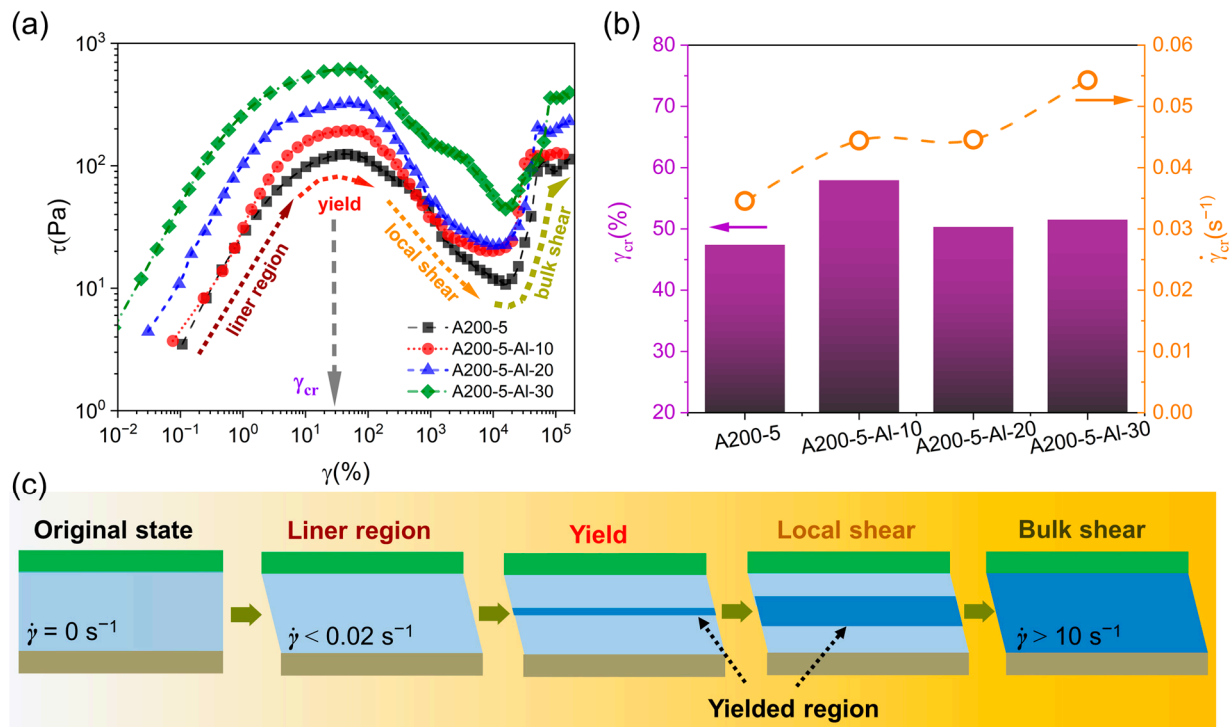 (a)
10³
10²
10¹
10⁰
τ(Pa)
10⁻²
10⁻¹
10⁰
10¹
10²
10³
10⁴
10⁵
γ(%)
liner region
yield
local shear
bulk shear
γcr
A200-5
A200-5-Al-10
A200-5-Al-20
A200-5-Al-30
(b)
80
70
60
50
40
30
20
γcr(%)
0.06
0.05
0.04
0.03
0.02
0.01
0.00
γ̇cr(s⁻¹)
A200-5
A200-5-Al-10
A200-5-Al-20
A200-5-Al-30
(c)
Original state
Liner region
Yield
Local shear
Bulk shear
γ̇ = 0 s⁻¹
γ̇ < 0.02 s⁻¹
γ̇ > 10 s⁻¹
Yielded region